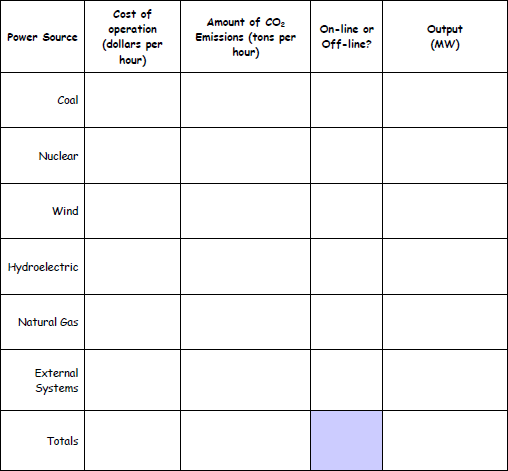 Power Source
Cost of
operation
(dollars per
hour)
Amount of CO₂
Emissions (tons per
hour)
On-line or
Off-line?
Output
(MW)
Coal
Nuclear
Wind
Hydroelectric
Natural Gas
External
Systems
Totals